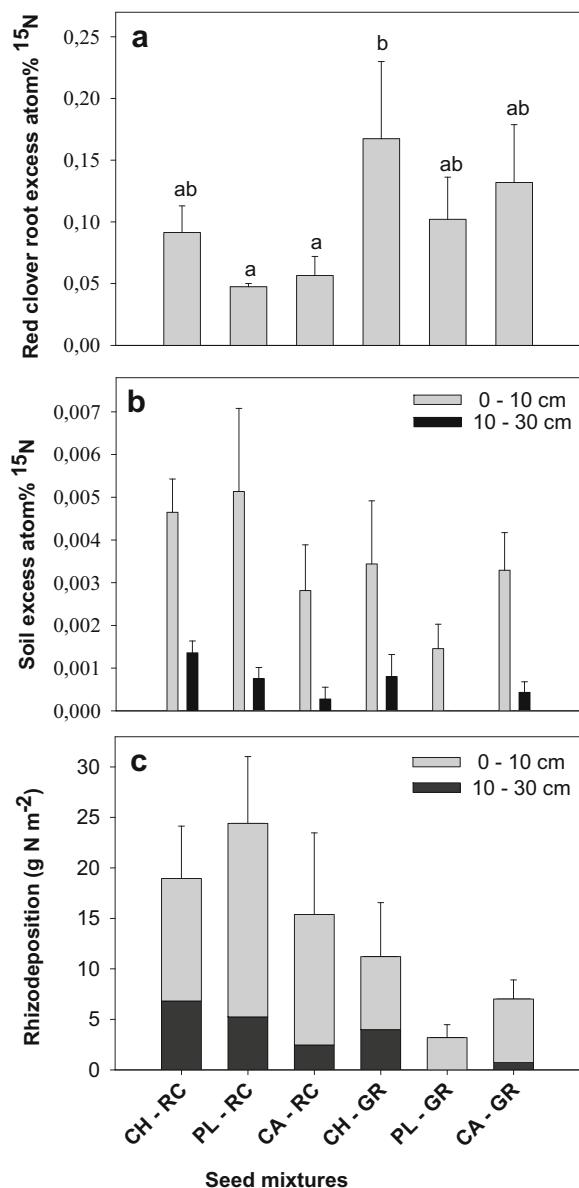 a
Red clover root excess atom% 15N
0,25
0,20
0,15
0,10
0,05
0,00
ab
a
a
b
ab
ab
b
0 - 10 cm
10 - 30 cm
Soil excess atom% 15N
0,007
0,006
0,005
0,004
0,003
0,002
0,001
0,000
c
0 - 10 cm
10 - 30 cm
Rhizodeposition (g N m-2)
30
25
20
15
10
5
0
CH - RC
PL - RC
CA - RC
CH - GR
PL - GR
CA - GR
Seed mixtures